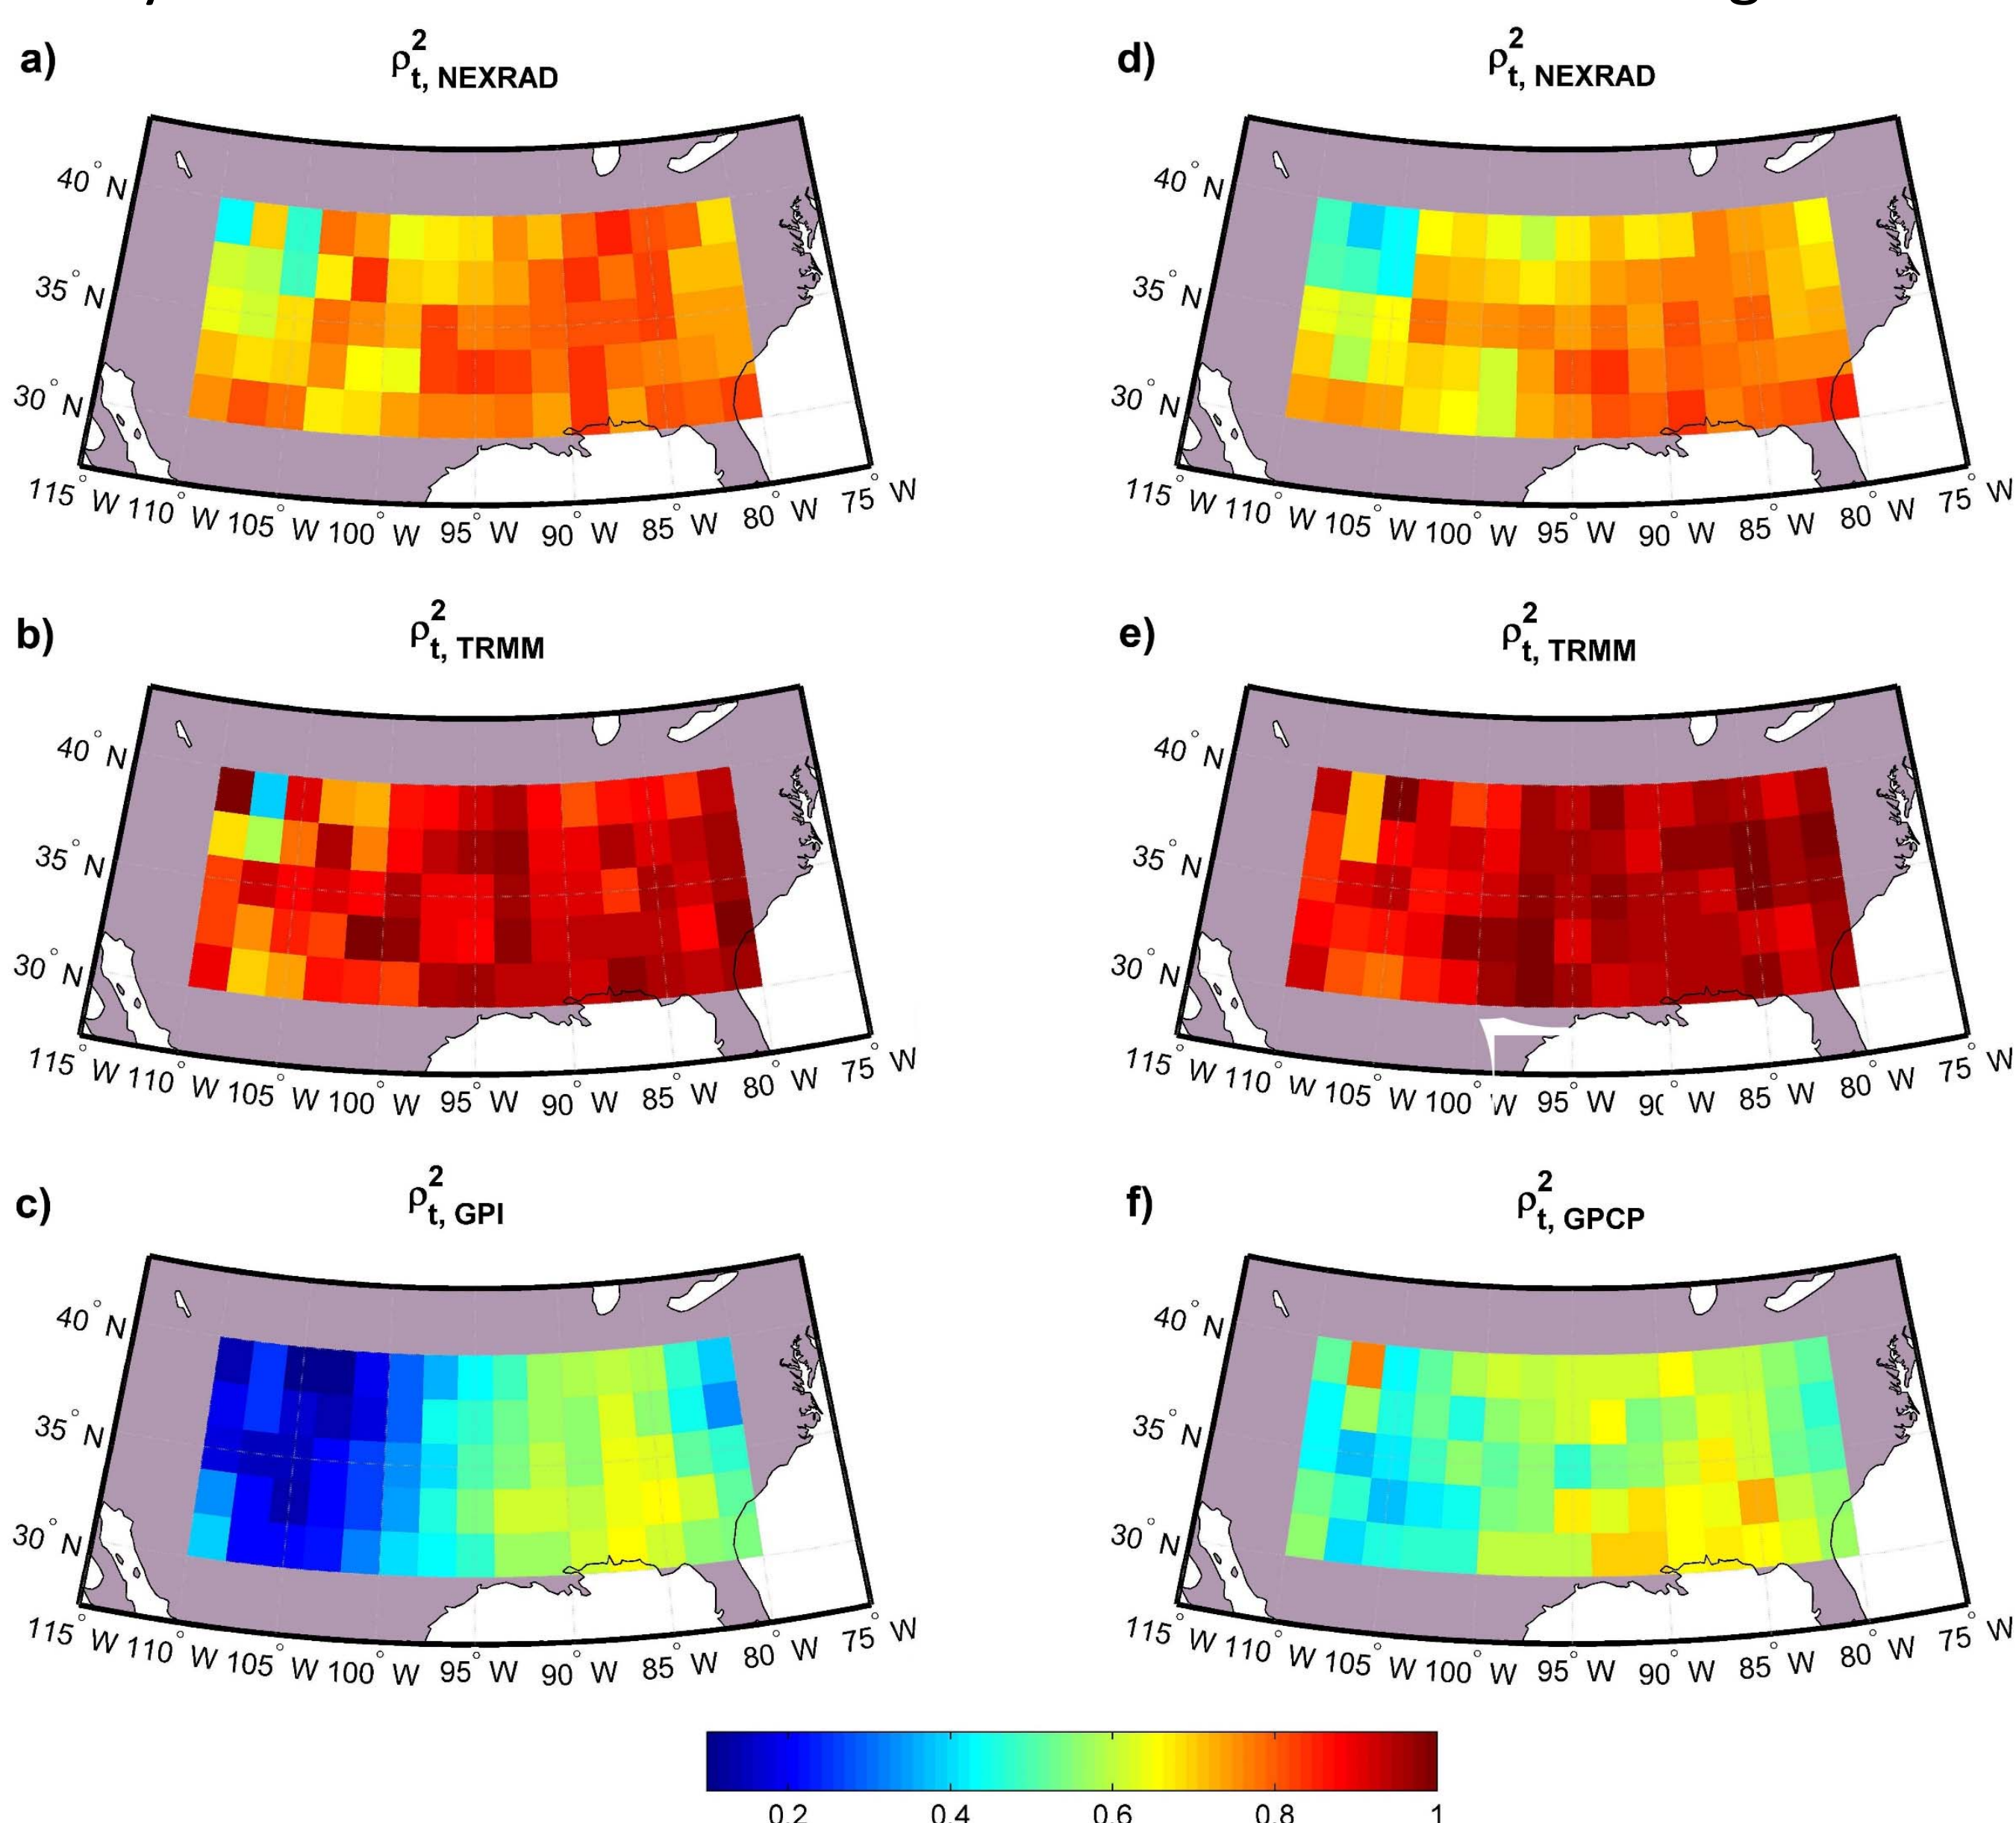 a) ρ²t, NEXRAD
40° N
35° N
30° N
115° W 110° W 105° W 100° W 95° W 90° W 85° W 80° W 75° W
d) ρ²t, NEXRAD
40° N
35° N
30° N
115° W 110° W 105° W 100° W 95° W 90° W 85° W 80° W 75° W
b) ρ²t, TRMM
40° N
35° N
30° N
115° W 110° W 105° W 100° W 95° W 90° W 85° W 80° W 75° W
e) ρ²t, TRMM
40° N
35° N
30° N
115° W 110° W 105° W 100° W 95° W 90 W 85° W 80° W 75° W
c) ρ²t, GPI
40° N
35° N
30° N
115° W 110° W 105° W 100° W 95° W 90° W 85° W 80° W 75° W
f) ρ²t, GPCP
40° N
35° N
30° N
115° W 110° W 105° W 100° W 95° W 90° W 85° W 80° W 75° W
0.2 0.4 0.6 0.8 1